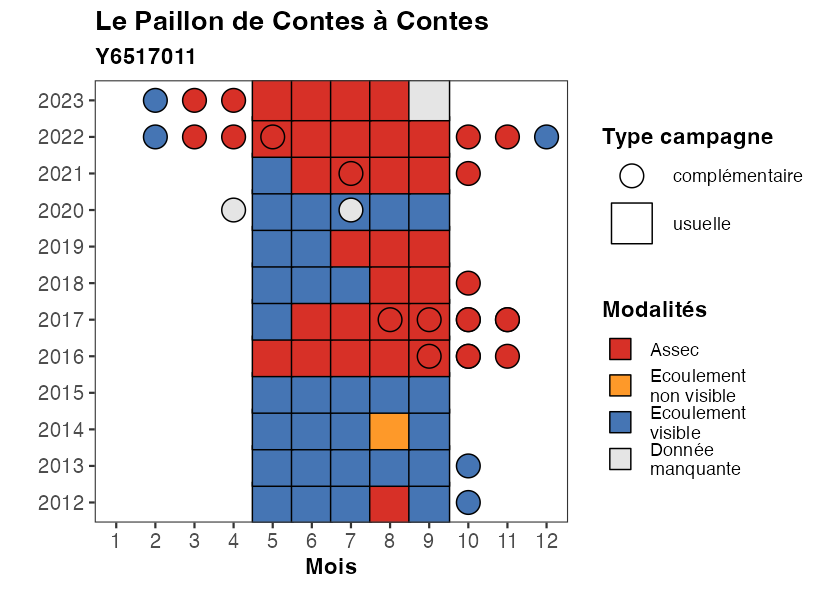 Le Paillon de Contes à Contes
Y6517011
2023
2022
2021
2020
2019
2018
2017
2016
2015
2014
2013
2012
1 2 3 4 5 6 7 8 9 10 11 12
Mois
Type campagne
complémentaire
usuelle
Modalités
Assec
Ecoulement
non visible
Ecoulement
visible
Donnée
manquante